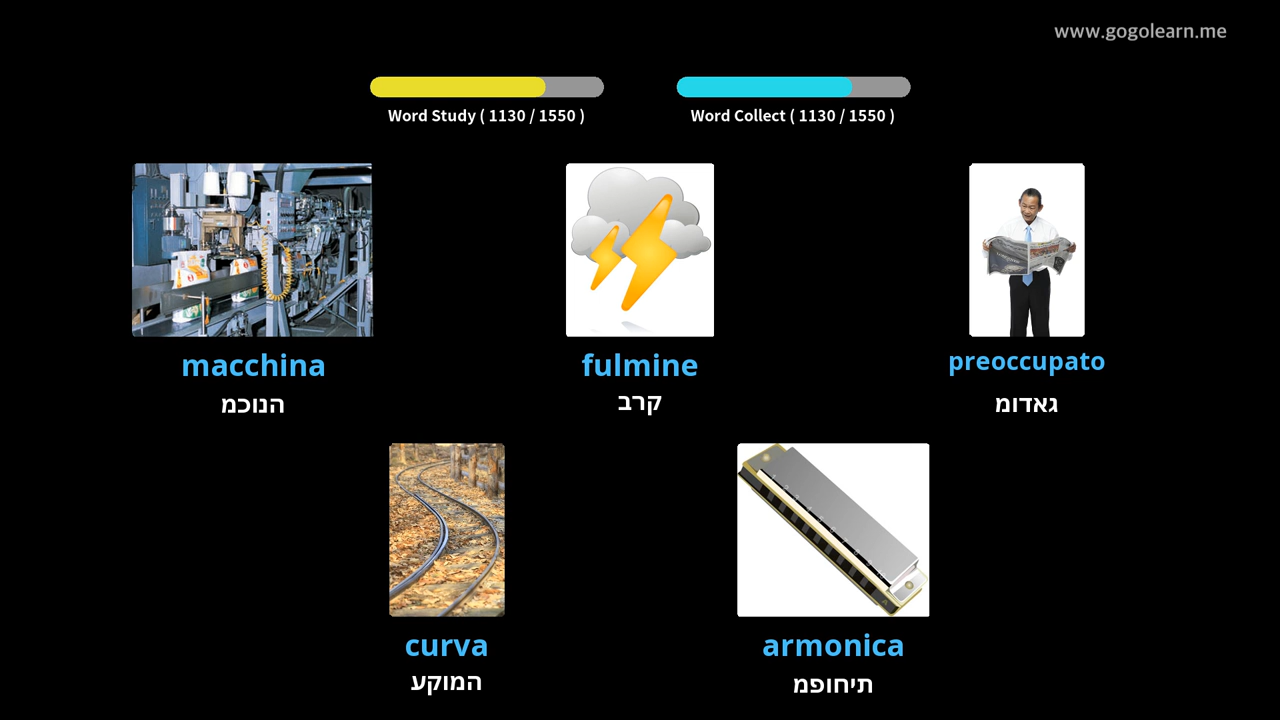 www.gogolearn.me
Word Study ( 1130 / 1550 )
Word Collect ( 1130 / 1550 )
macchina
הנוכמ
fulmine
קרב
preoccupato
גאדומ
curva
המוקע
armonica
תיחופמ